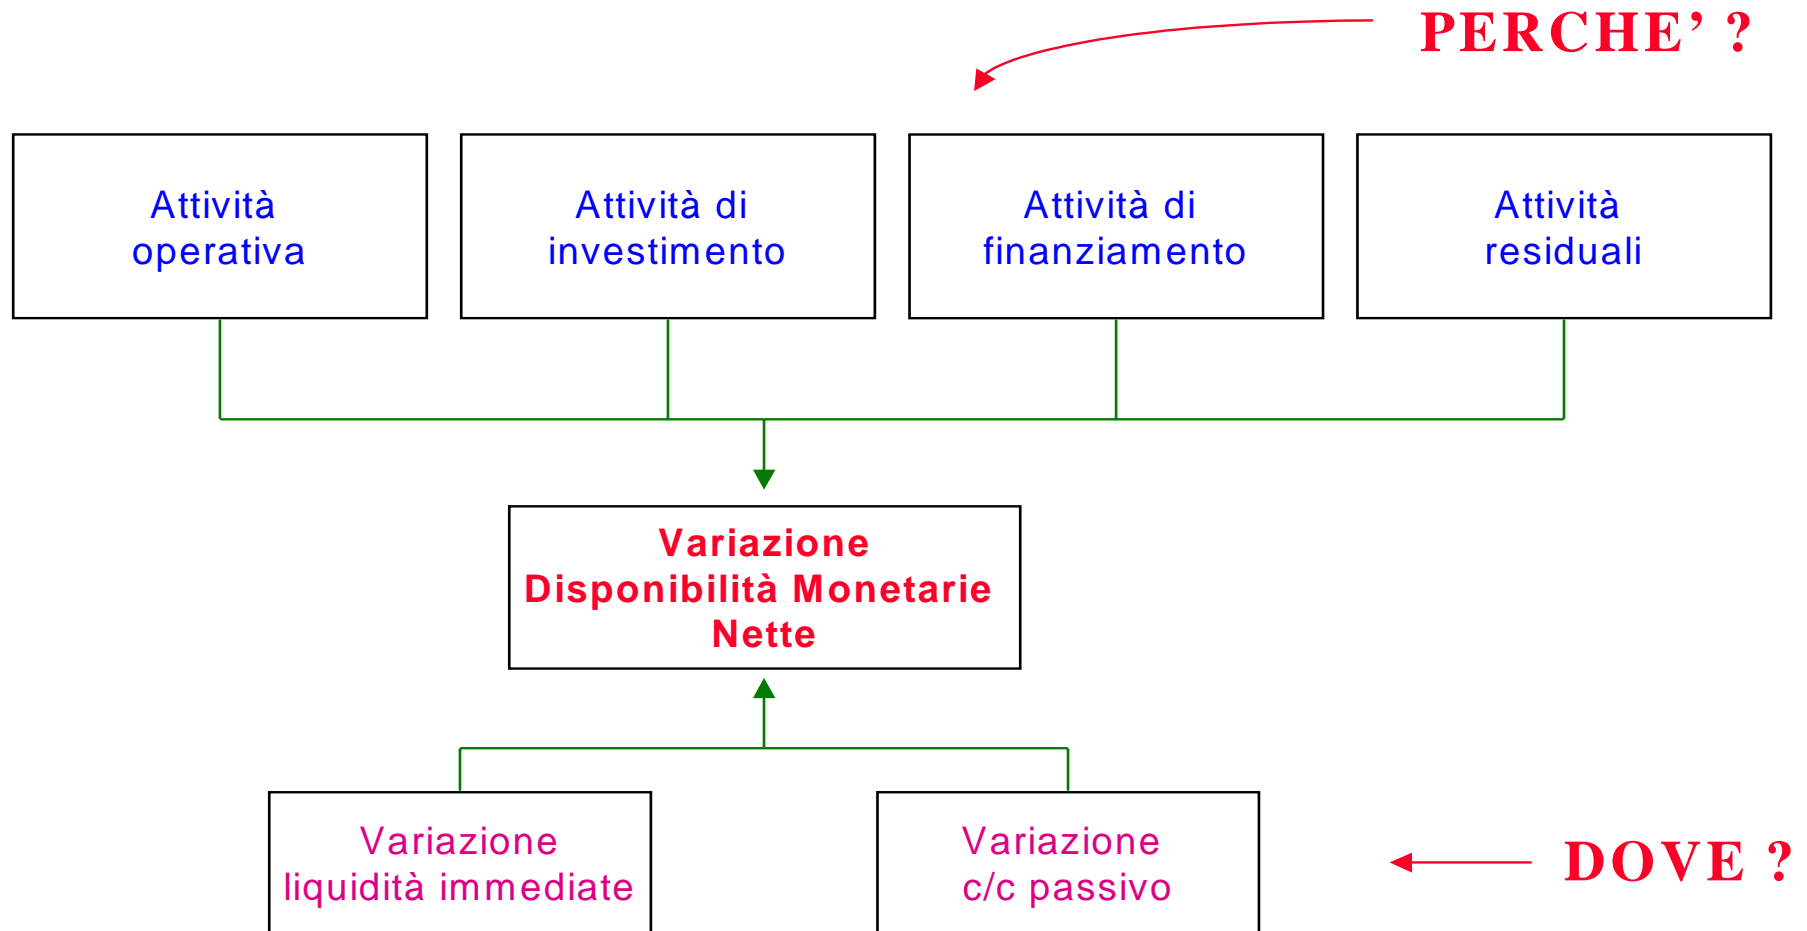 PERCHE’ ?
Attività
operativa
Attività di
investimento
Attività di
finanziamento
Attività
residuali
Variazione
Disponibilità Monetarie
Nette
Variazione
liquidità immediate
Variazione
c/c passivo
DOVE ?